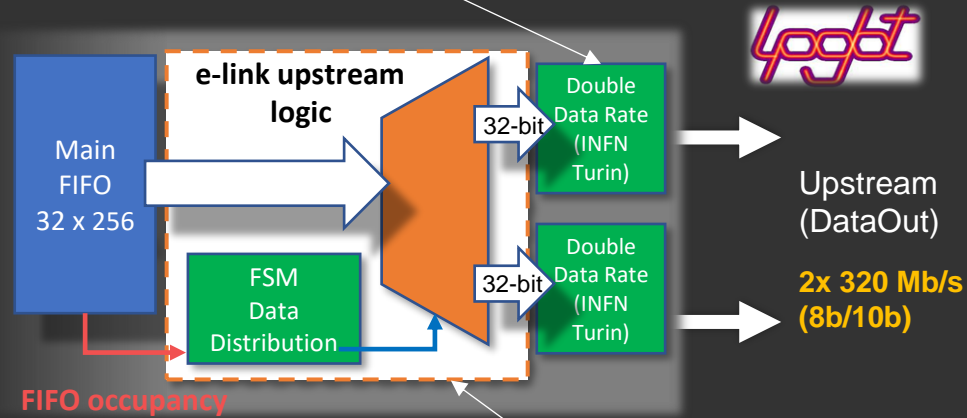 lpgbt
e-link upstream
logic
Main
FIFO
32 x 256
FSM
Data
Distribution
FIFO occupancy
32-bit
32-bit
Double
Data Rate
(INFN
Turin)
Double
Data Rate
(INFN
Turin)
Upstream
(DataOut)
2x 320 Mb/s
(8b/10b)